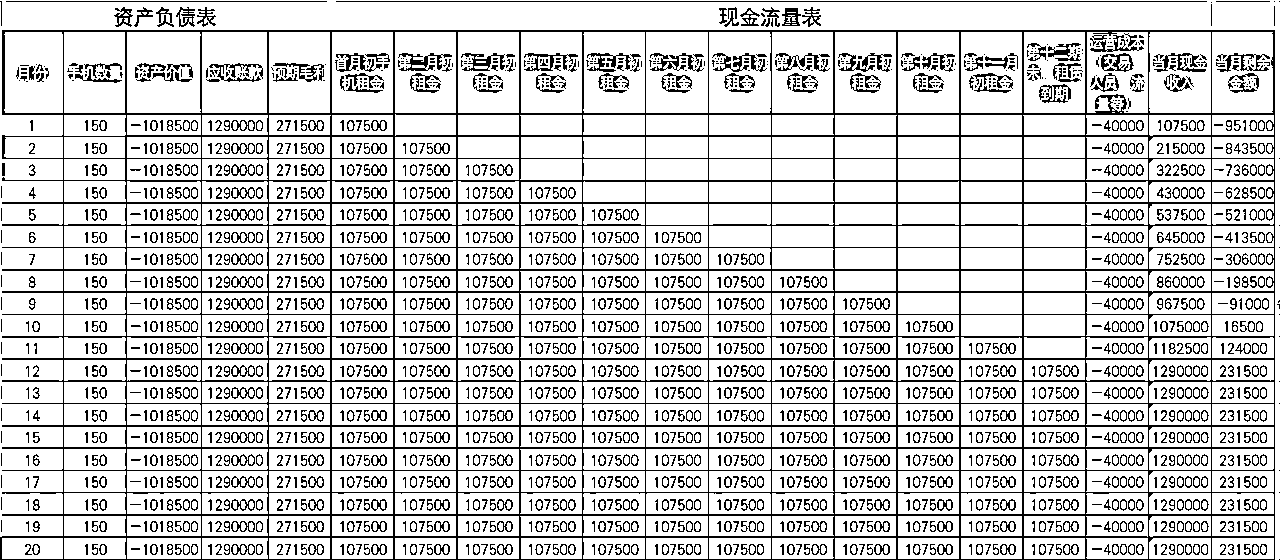 资产负债表 现金流量表
月份 手机数量 资产价值 应收账款 预期毛利 首月初手机租金 第二月初租金 第三月初租金 第四月初租金 第五月初租金 第六月初租金 第七月初租金 第八月初租金 第九月初租金 第十月初租金 第十一月初租金 第十二期末,租因到期 运营成本(交易人员 流量等) 当月现金收入 当月剩余金额
1 150 -1018500 1290000 271500 107500 -40000 107500 -951000
2 150 -1018500 1290000 271500 107500 107500 -40000 215000 -843500
3 150 -1018500 1290000 271500 107500 107500 107500 -40000 322500 -736000
4 150 -1018500 1290000 271500 107500 107500 107500 107500 -40000 430000 -628500
5 150 -1018500 1290000 271500 107500 107500 107500 107500 107500 -40000 537500 -521000
6 150 -1018500 1290000 271500 107500 107500 107500 107500 107500 107500 -40000 645000 -413500
7 150 -1018500 1290000 271500 107500 107500 107500 107500 107500 107500 107500 -40000 752500 -306000
8 150 -1018500 1290000 271500 107500 107500 107500 107500 107500 107500 107500 107500 -40000 860000 -198500
9 150 -1018500 1290000 271500 107500 107500 107500 107500 107500 107500 107500 107500 107500 -40000 967500 -91000
10 150 -1018500 1290000 271500 107500 107500 107500 107500 107500 107500 107500 107500 107500 107500 -40000 1075000 16500
11 150 -1018500 1290000 271500 107500 107500 107500 107500 107500 107500 107500 107500 107500 107500 107500 -40000 1182500 124000
12 150 -1018500 1290000 271500 107500 107500 107500 107500 107500 107500 107500 107500 107500 107500 107500 107500 -40000 1290000 231500
13 150 -1018500 1290000 271500 107500 107500 107500 107500 107500 107500 107500 107500 107500 107500 107500 107500 -40000 1290000 231500
14 150 -1018500 1290000 271500 107500 107500 107500 107500 107500 107500 107500 107500 107500 107500 107500 107500 -40000 1290000 231500
15 150 -1018500 1290000 271500 107500 107500 107500 107500 107500 107500 107500 107500 107500 107500 107500 107500 -40000 1290000 231500
16 150 -1018500 1290000 271500 107500 107500 107500 107500 107500 107500 107500 107500 107500 107500 107500 107500 -40000 1290000 231500
17 150 -1018500 1290000 271500 107500 107500 107500 107500 107500 107500 107500 107500 107500 107500 107500 107500 -40000 1290000 231500
18 150 -1018500 1290000 271500 107500 107500 107500 107500 107500 107500 107500 107500 107500 107500 107500 107500 -40000 1290000 231500
19 150 -1018500 1290000 271500 107500 107500 107500 107500 107500 107500 107500 107500 107500 107500 107500 107500 -40000 1290000 231500
20 150 -1018500 1290000 271500 107500 107500 107500 107500 107500 107500 107500 107500 107500 107500 107500 107500 -40000 1290000 231500